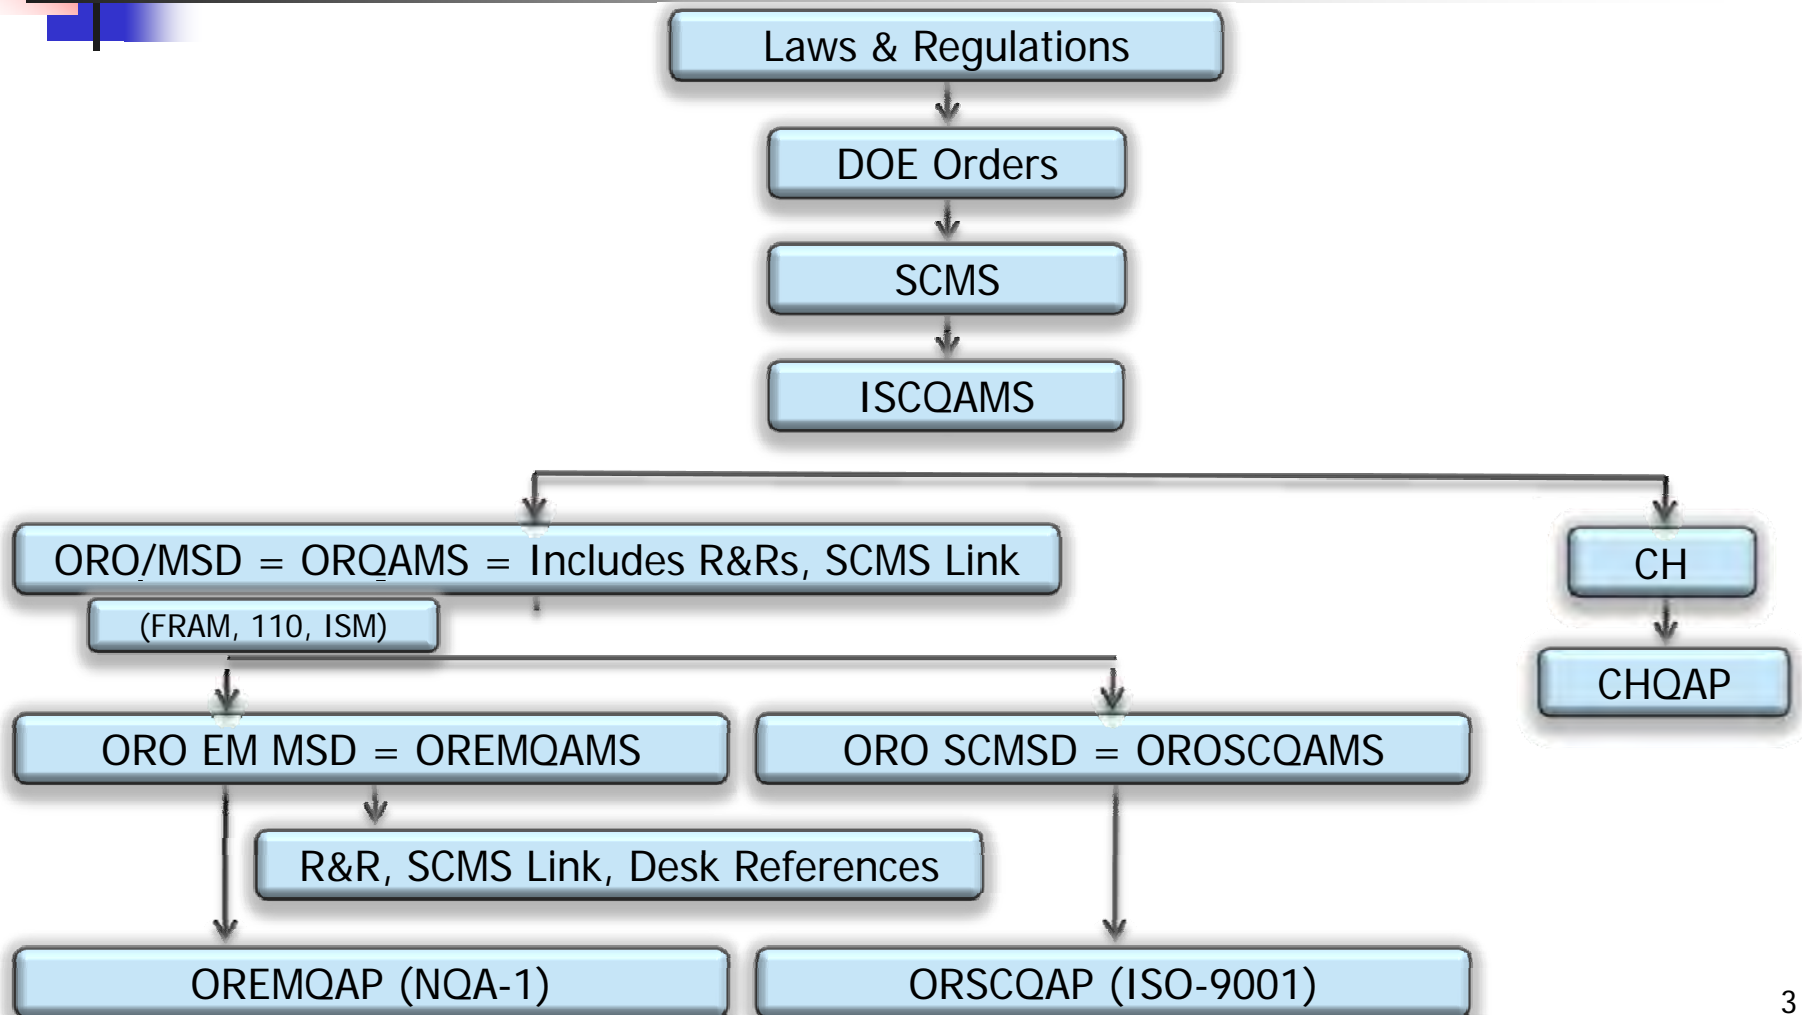 Laws & Regulations
DOE Orders
SCMS
ISCQAMS
ORO/MSD = ORQAMS = Includes R&Rs, SCMS Link
CH
(FRAM, 110, ISM)
CHQAP
ORO EM MSD = OREMQAMS
ORO SCMSD = OROSCQAMS
R&R, SCMS Link, Desk References
OREMQAP (NQA-1)
ORSCQAP (ISO-9001)
3